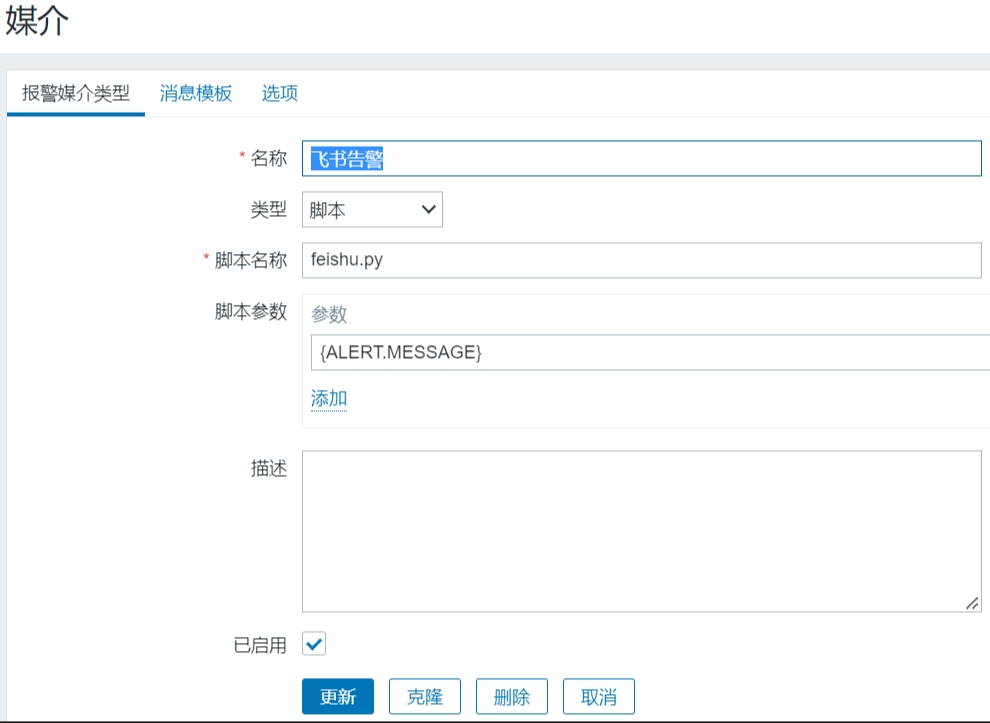 媒介
报警媒介类型 消息模板 选项
* 名称 飞书告警
类型 脚本
* 脚本名称 feishu.py
脚本参数 参数
{ALERT.MESSAGE}
添加
描述
已启用
更新 克隆 删除 取消